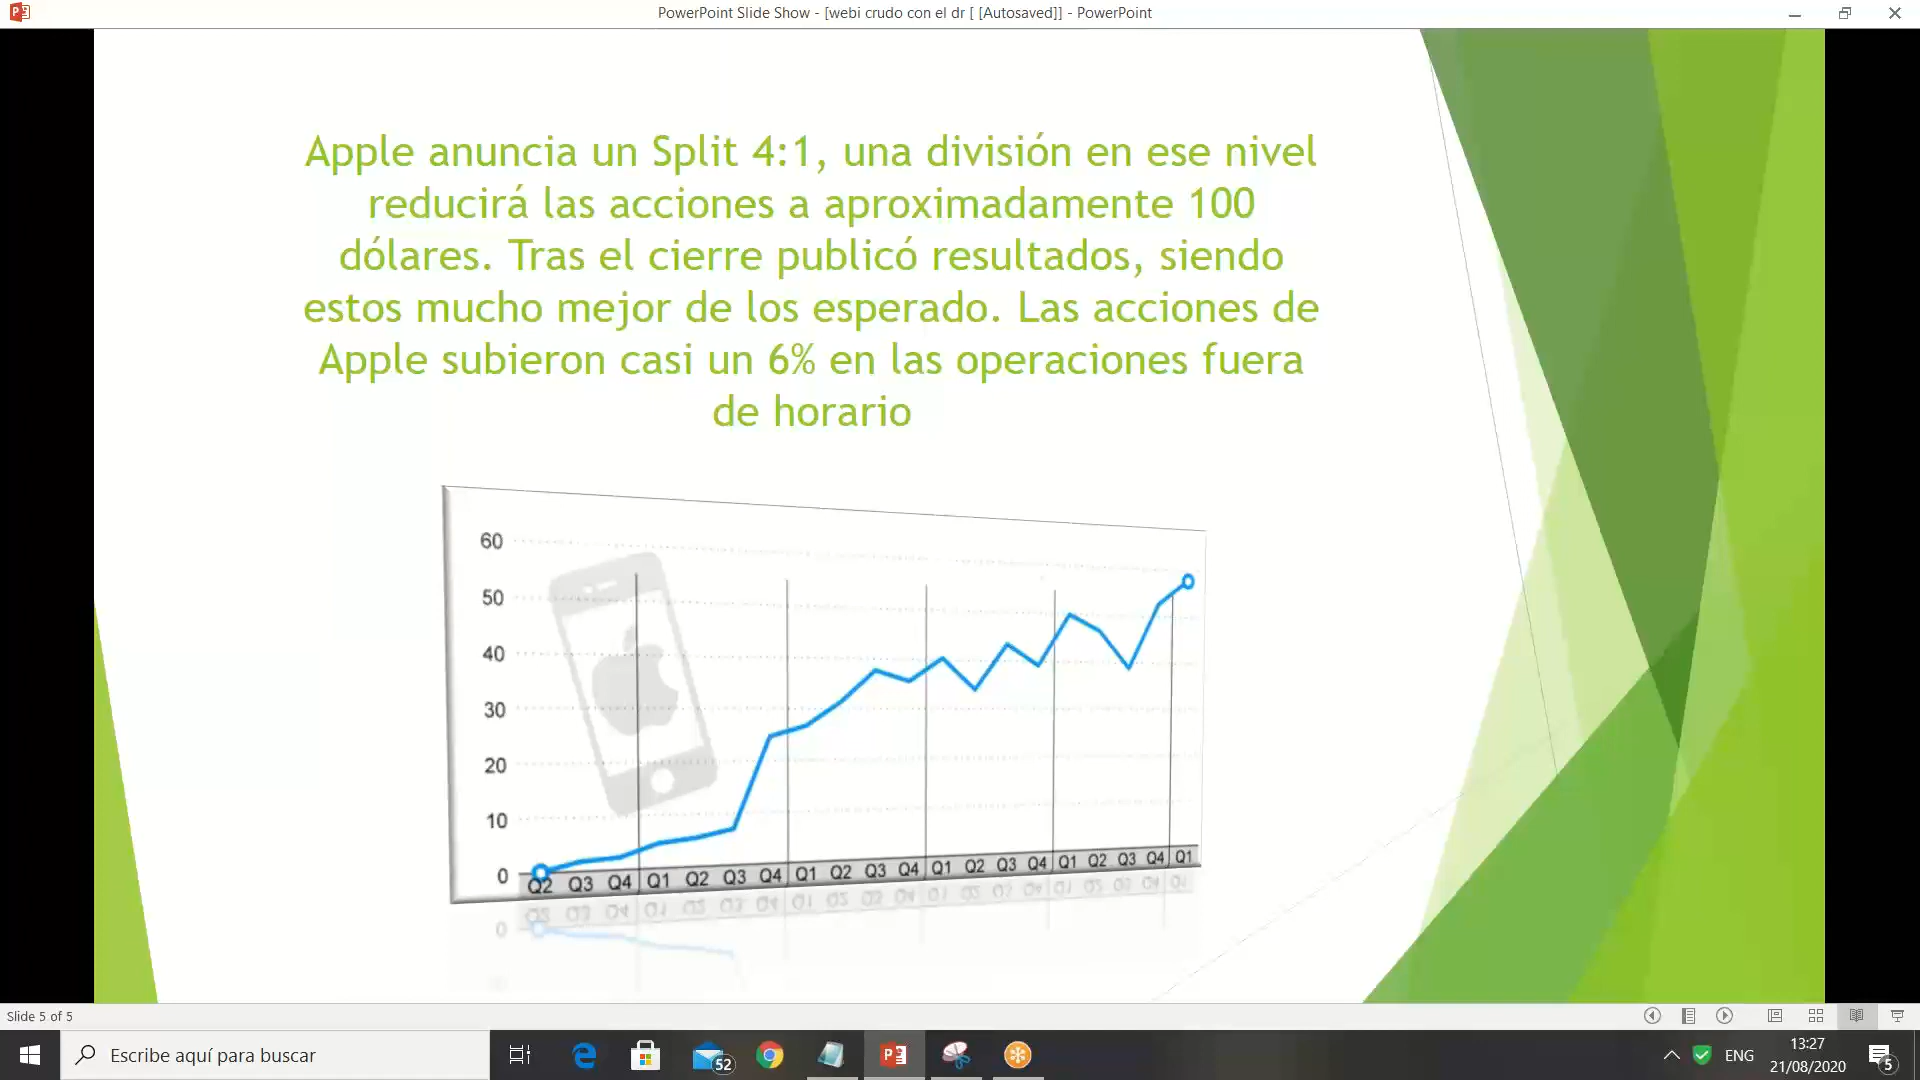 PowerPoint Slide Show - [webi crudo con el dr [ [Autosaved]] - PowerPoint
Apple anuncia un Split 4:1, una división en ese nivel
reducirá las acciones a aproximadamente 100
dólares. Tras el cierre publicó resultados, siendo
estos mucho mejor de los esperado. Las acciones de
Apple subieron casi un 6% en las operaciones fuera
de horario
60
50
40
30
20
10
0
Q2 Q3 Q4 Q1 Q2 Q3 Q4 Q1 Q2 Q3 Q4 Q1 Q2 Q3 Q4 Q1 Q2 Q3 Q4 Q1
Slide 5 of 5
Escribe aquí para buscar
52
ENG
13:27
21/08/2020
5